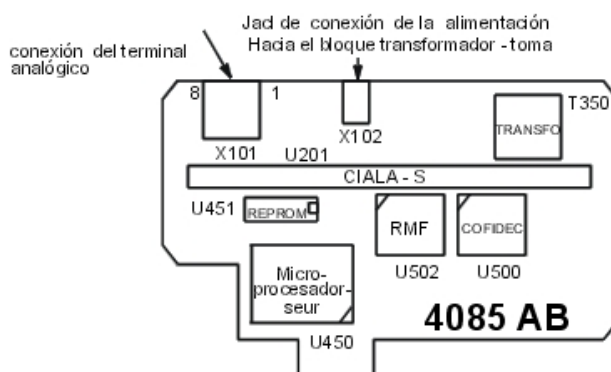 Jad de conexión de la alimentación
Hacia el bloque transformador - toma
conexión del terminal
analógico
8
1
T350
TRANSFO
X101
U201
X102
CIALA - S
U451
REPROM
RMF
COFIDEC
U502
U500
Micro-
procesador-
seur
U450
4085 AB